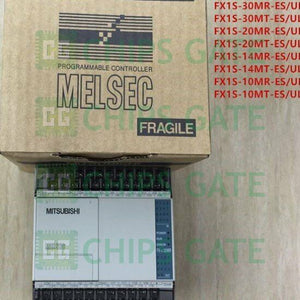 FX1S-30MR-ES/UL
FX1S-30MT-ES/UL
FX1S-20MR-ES/UL
FX1S-20MT-ES/UL
FX1S-14MR-ES/UL
FX1S-14MT-ES/UL
FX1S-10MR-ES/UL
FX1S-10MT-ES/UL
PROGRAMMABLE CONTROLLER
MELSEC
FRAGILE
MITSUBISHI
CHIPS GATE